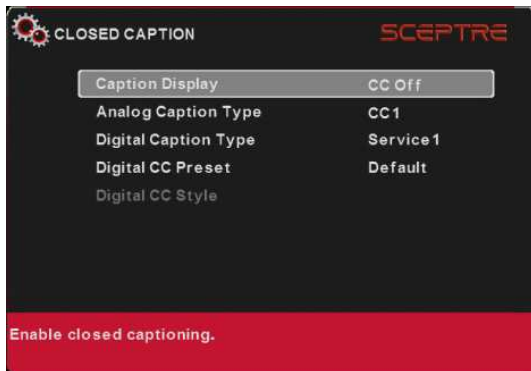 CLOSED CAPTION SCEPTRE
Caption Display CC Off
Analog Caption Type CC1
Digital Caption Type Service1
Digital CC Preset Default
Digital CC Style
Enable closed captioning.